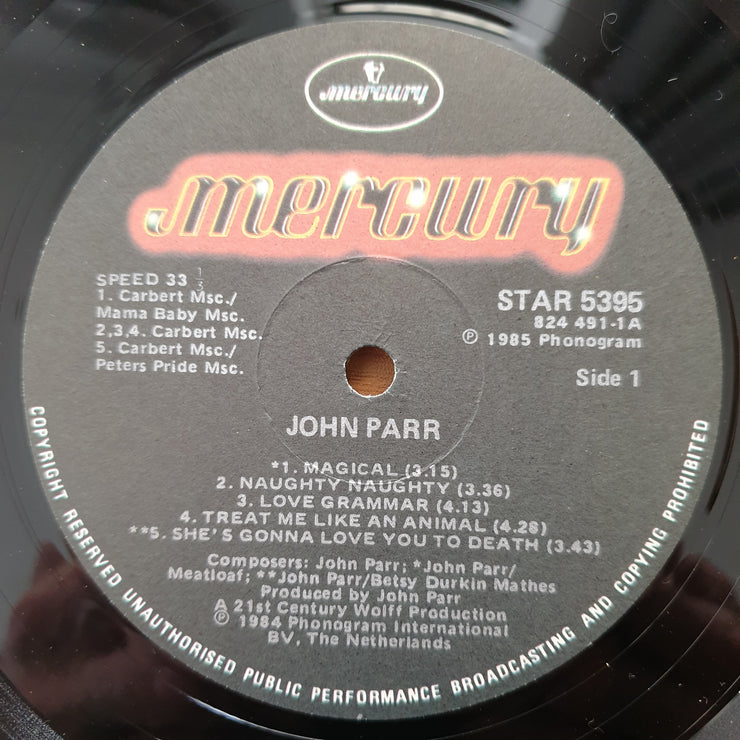 mercury
mercury
SPEED 33 1/3
1. Carbert Msc./
Mama Baby Msc.
2,3,4. Carbert Msc.
5. Carbert Msc./
Peters Pride Msc.
STAR 5395
824 491-1A
℗ 1985 Phonogram
Side 1
JOHN PARR
*1. MAGICAL (3.15)
2. NAUGHTY NAUGHTY (3.36)
3. LOVE GRAMMAR (4.13)
4. TREAT ME LIKE AN ANIMAL (4.28)
**5. SHE'S GONNA LOVE YOU TO DEATH (3.43)
Composers: John Parr; *John Parr/
Meatloaf; **John Parr/Betsy Durkin Mathes
Produced by John Parr
A 21st Century Wolff Production
℗ 1984 Phonogram International
BV, The Netherlands
COPYRIGHT RESERVED UNAUTHORISED PUBLIC PERFORMANCE BROADCASTING AND COPYING PROHIBITED